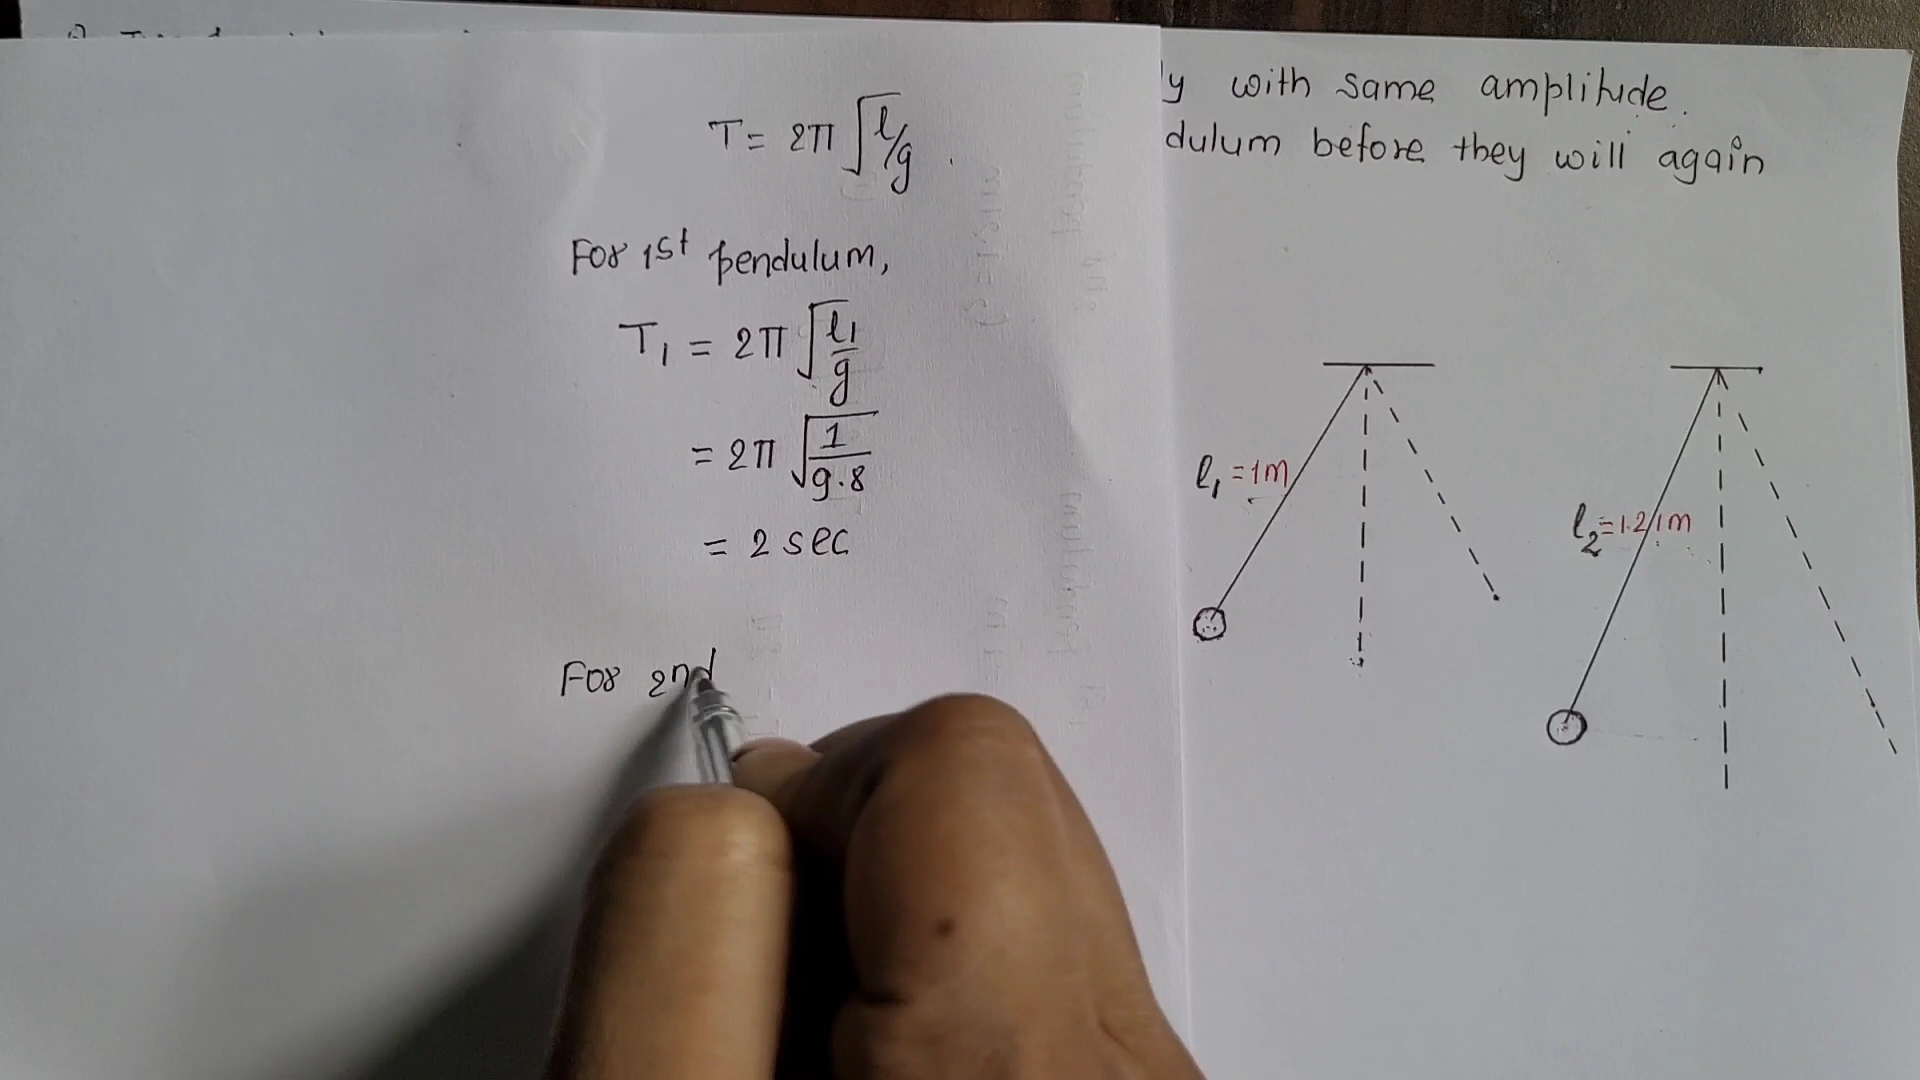 T = 2π √l/g .
For 1st pendulum,
T₁ = 2π √l₁/g
= 2π √1/9.8
= 2 sec
For 2nd
y with same amplitude.
dulum before they will again
l₁ = 1m
l₂ = 1.21m